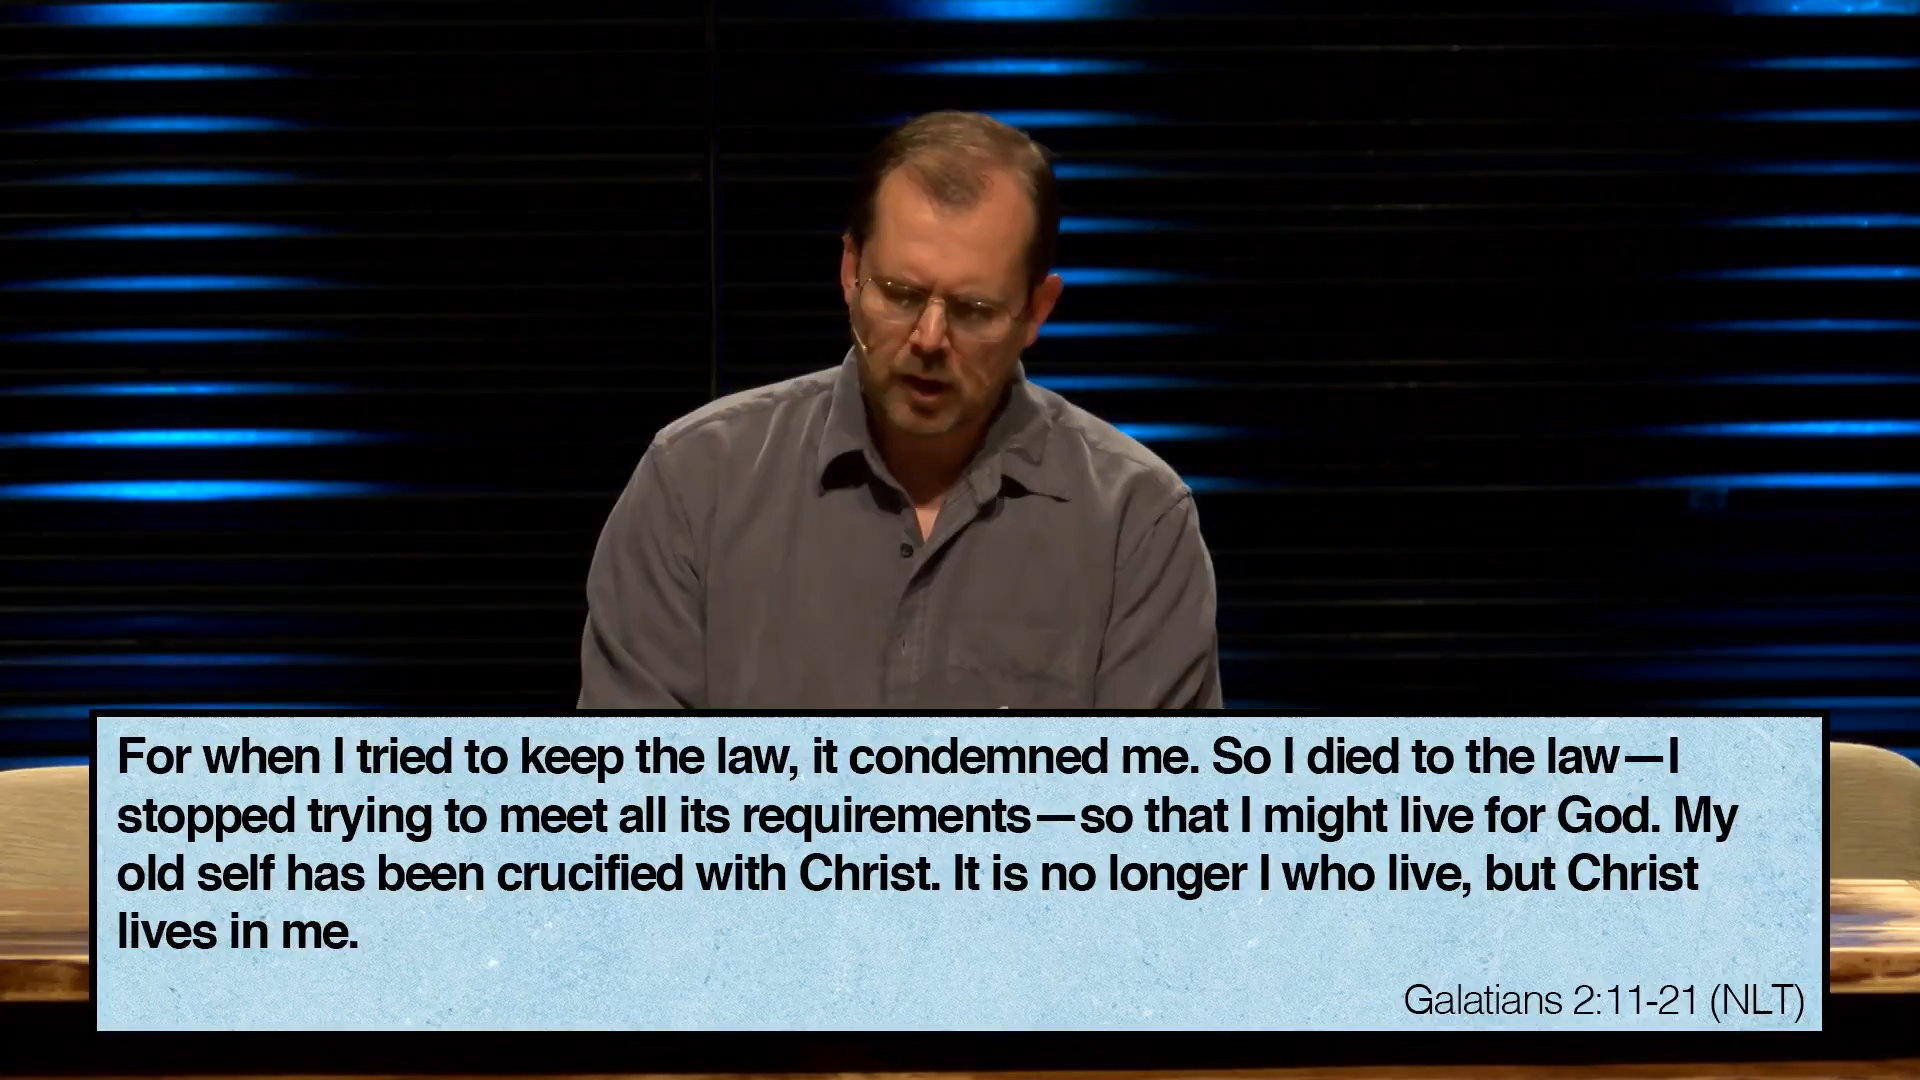 For when I tried to keep the law, it condemned me. So I died to the law—I
stopped trying to meet all its requirements—so that I might live for God. My
old self has been crucified with Christ. It is no longer I who live, but Christ
lives in me.
Galatians 2:11-21 (NLT)